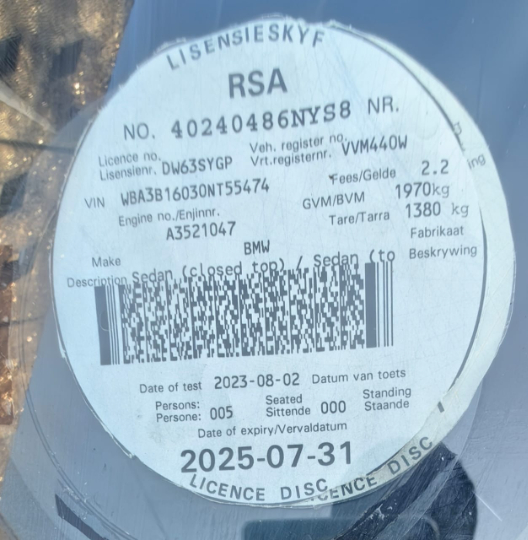 LISENSIESKYF
RSA
NO. 40240486NYS8 NR.
Licence no. Lisensienr. DW63SYGP Veh. register no. Vrt.registernr. VVM440W
VIN WBA3B16030NT55474 Fees/Gelde 2.2
Engine no./Enjinnr. GVM/BVM 1970kg
A3521047 Tare/Tarra 1380 kg
Make BMW Fabrikaat
Description Sedan (closed top) / Sedan (to Beskrywing
Date of test 2023-08-02 Datum van toets
Persons: Persone: 005 Seated Sittende 000 Standing Staande
Date of expiry/Vervaldatum
2025-07-31
LICENCE DISC
ENCE DISC
ng